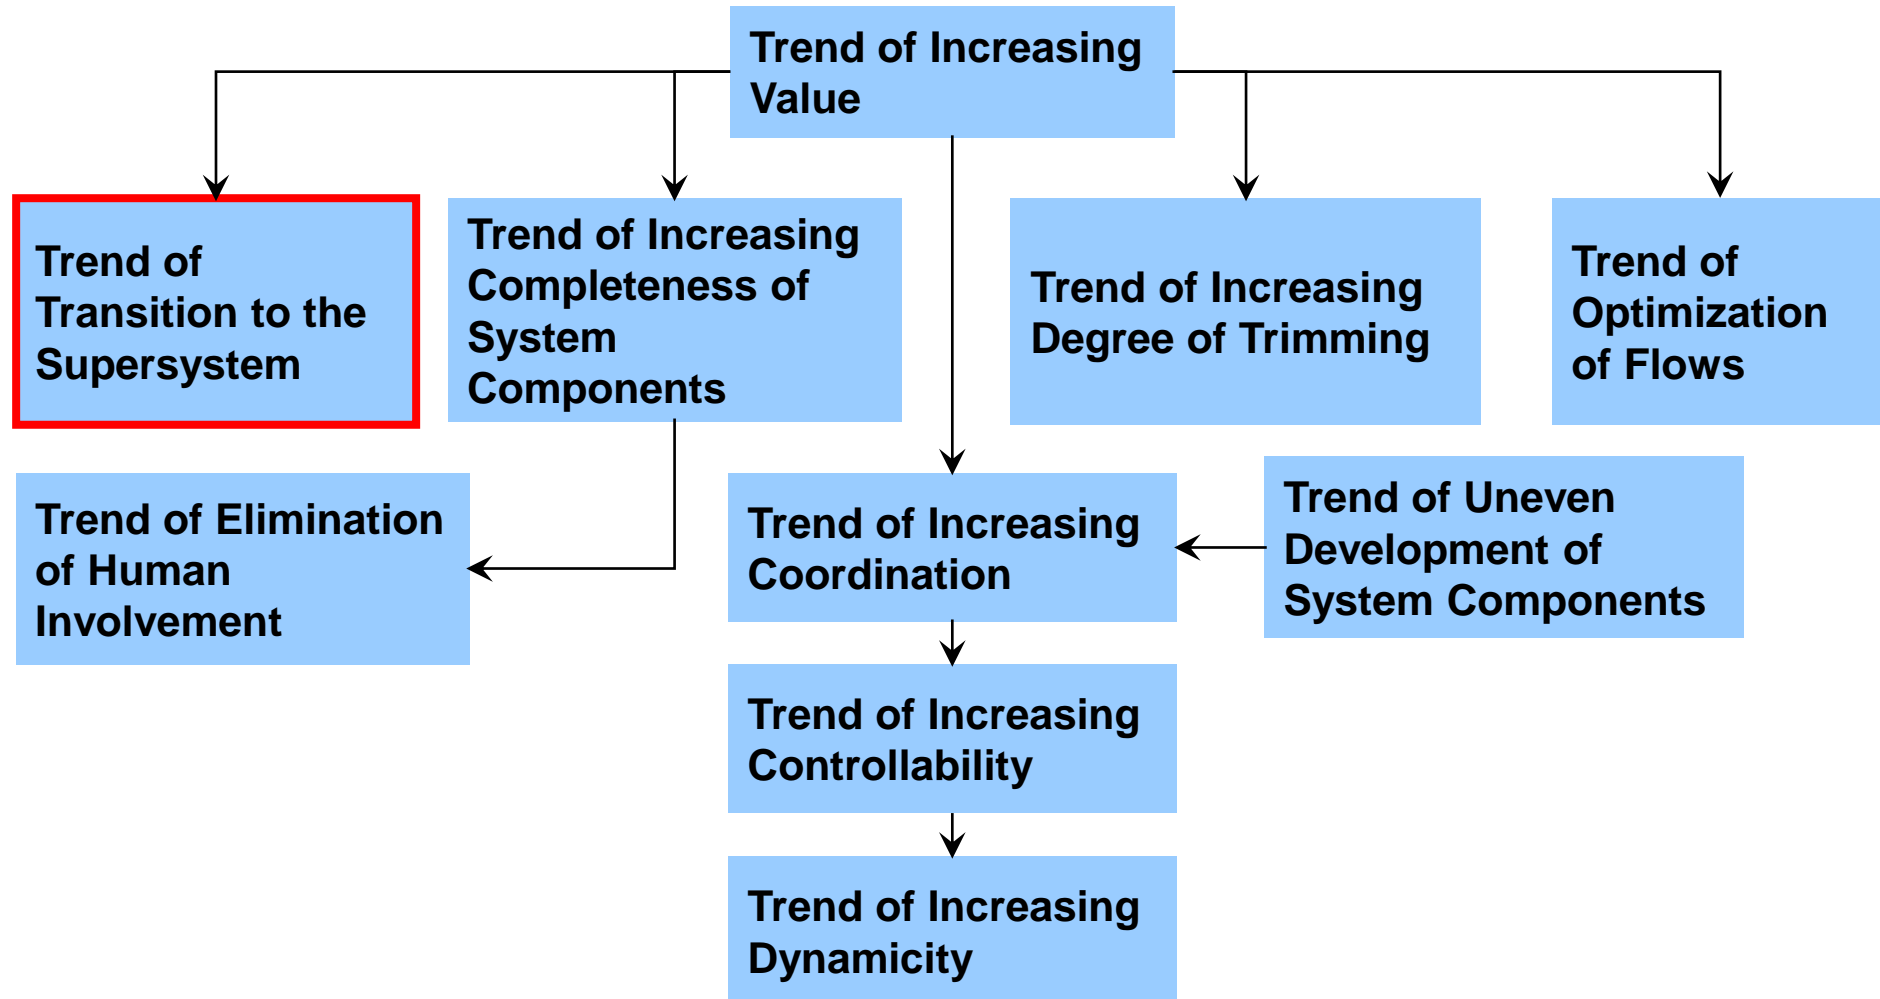 Trend of Increasing
Value
Trend of
Transition to the
Supersystem
Trend of Increasing
Completeness of
System
Components
Trend of Increasing
Degree of Trimming
Trend of
Optimization
of Flows
Trend of Elimination
of Human
Involvement
Trend of Increasing
Coordination
Trend of Uneven
Development of
System Components
Trend of Increasing
Controllability
Trend of Increasing
Dynamicity